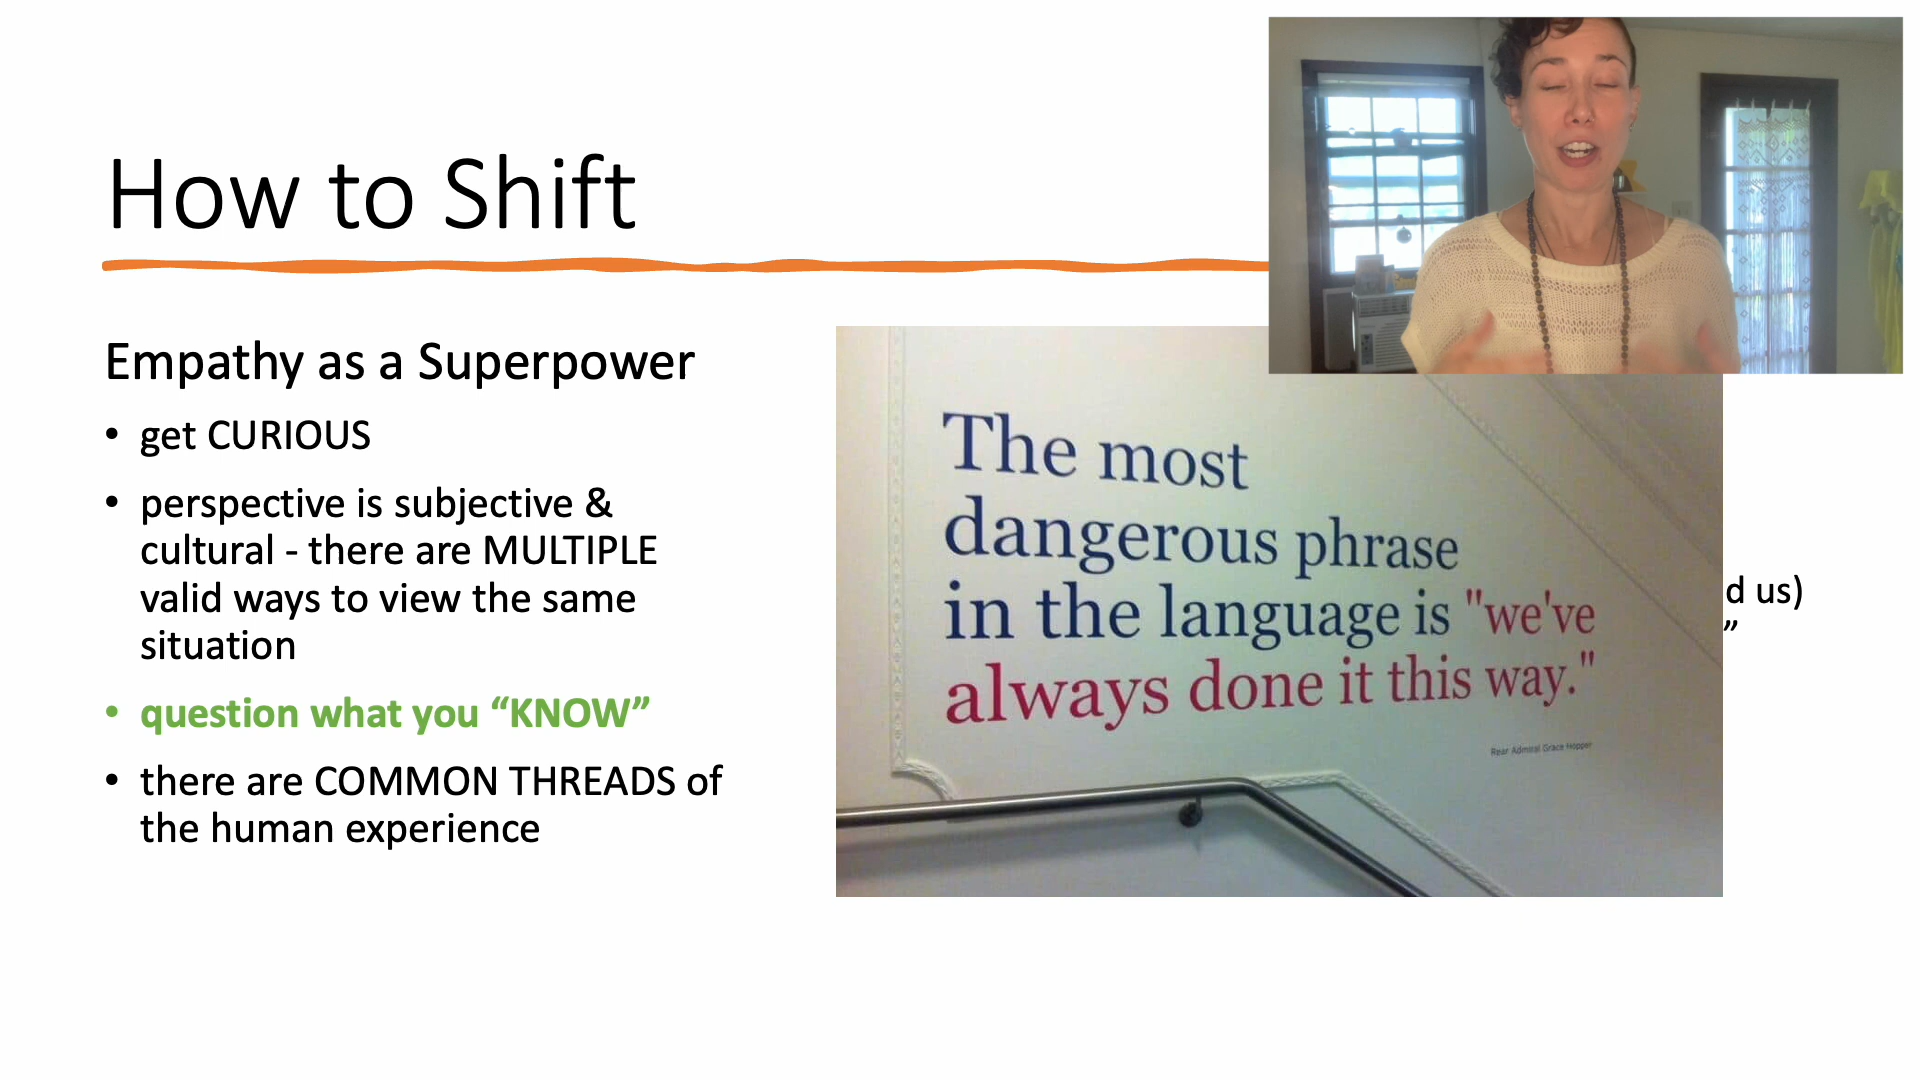 How to Shift
Empathy as a Superpower
• get CURIOUS
• perspective is subjective &
cultural - there are MULTIPLE
valid ways to view the same
situation
• question what you “KNOW”
• there are COMMON THREADS of
the human experience
The most
dangerous phrase
in the language is "we've
always done it this way."
Rear Admiral Grace Hopper
d us)
”